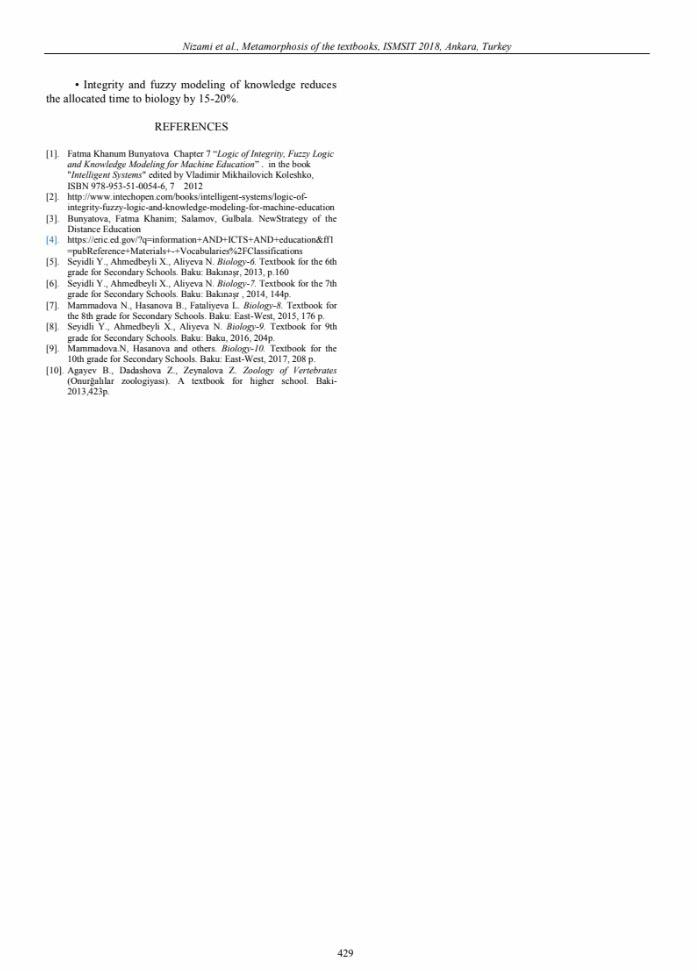 Nizami et al., Metamorphosis of the textbooks, ISMSIT 2018, Ankara, Turkey
• Integrity and fuzzy modeling of knowledge reduces
the allocated time to biology by 15-20%.
REFERENCES
[1]. Fatma Khanum Bunyatova Chapter 7 “Logic of Integrity, Fuzzy Logic
and Knowledge Modeling for Machine Education” . in the book
"Intelligent Systems" edited by Vladimir Mikhailovich Koleshko,
ISBN 978-953-51-0054-6, 7 2012
[2]. http://www.intechopen.com/books/intelligent-systems/logic-of-
integrity-fuzzy-logic-and-knowledge-modeling-for-machine-education
[3]. Bunyatova, Fatma Khanim; Salamov, Gulbala. NewStrategy of the
Distance Education
[4]. https://eric.ed.gov/?q=information+AND+ICTS+AND+education&ff1
=pubReference+Materials+-+Vocabularies%2FClassifications
[5]. Seyidli Y., Ahmedbeyli X., Aliyeva N. Biology-6. Textbook for the 6th
grade for Secondary Schools. Baku: Bakınəşr, 2013, p.160
[6]. Seyidli Y., Ahmedbeyli X., Aliyeva N. Biology-7. Textbook for the 7th
grade for Secondary Schools. Baku: Bakınəşr , 2014, 144p.
[7]. Mammadova N., Hasanova B., Fataliyeva L. Biology-8. Textbook for
the 8th grade for Secondary Schools. Baku: East-West, 2015, 176 p.
[8]. Seyidli Y., Ahmedbeyli X., Aliyeva N. Biology-9. Textbook for 9th
grade for Secondary Schools. Baku: Baku, 2016, 204p.
[9]. Mammadova.N, Hasanova and others. Biology-10. Textbook for the
10th grade for Secondary Schools. Baku: East-West, 2017, 208 p.
[10]. Agayev B., Dadashova Z., Zeynalova Z. Zoology of Vertebrates
(Onurğalılar zoologiyası). A textbook for higher school. Baki-
2013,423p.
429